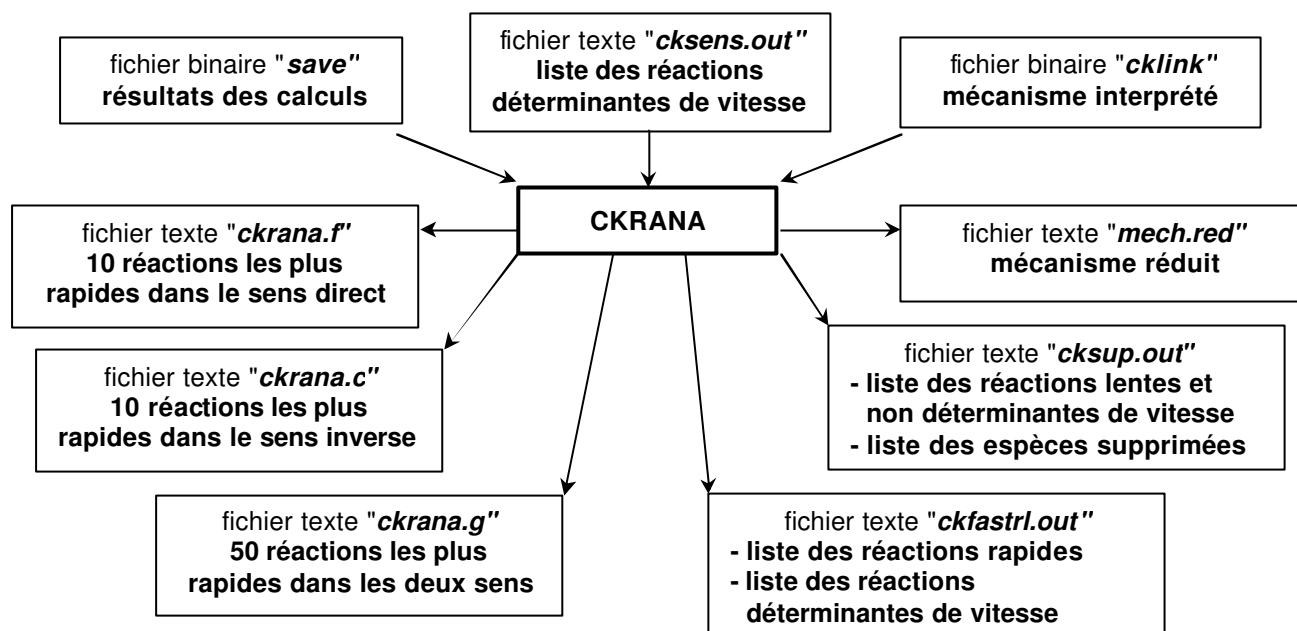 fichier binaire "save"
résultats des calculs
fichier texte "cksens.out"
liste des réactions
déterminantes de vitesse
fichier binaire "cklink"
mécanisme interprété
CKRANA
fichier texte "ckrana.f"
10 réactions les plus
rapides dans le sens direct
fichier texte "mech.red"
mécanisme réduit
fichier texte "ckrana.c"
10 réactions les plus
rapides dans le sens inverse
fichier texte "cksup.out"
- liste des réactions lentes et
non déterminantes de vitesse
- liste des espèces supprimées
fichier texte "ckrana.g"
50 réactions les plus
rapides dans les deux sens
fichier texte "ckfastrl.out"
- liste des réactions rapides
- liste des réactions
déterminantes de vitesse